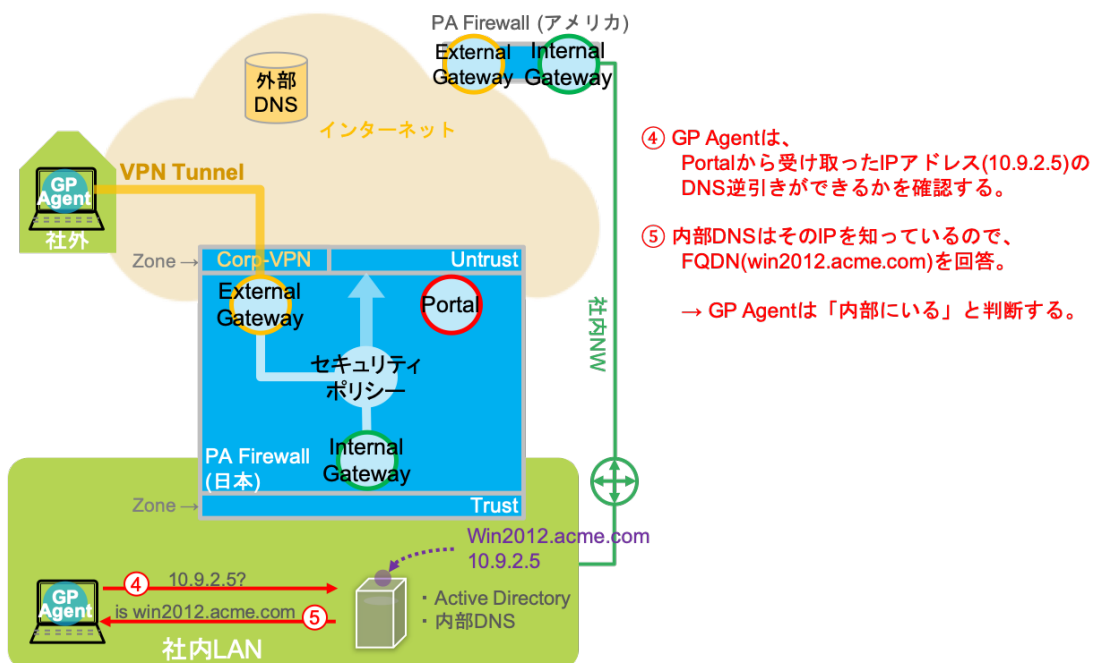 PA Firewall (アメリカ)
External
Gateway
Internal
Gateway
外部
DNS
インターネット
④ GP Agentは、
Portalから受け取ったIPアドレス(10.9.2.5)の
DNS逆引きができるかを確認する。
⑤ 内部DNSはそのIPを知っているので、
FQDN(win2012.acme.com)を回答。
→ GP Agentは「内部にいる」と判断する。
GP
Agent
社外
VPN Tunnel
Zone →
Corp-VPN
Untrust
External
Gateway
Portal
セキュリティ
ポリシー
Internal
Gateway
PA Firewall
(日本)
社内NW
Zone →
Trust
Win2012.acme.com
10.9.2.5
GP
Agent
④
10.9.2.5?
is win2012.acme.com
⑤
・Active Directory
・内部DNS
社内LAN